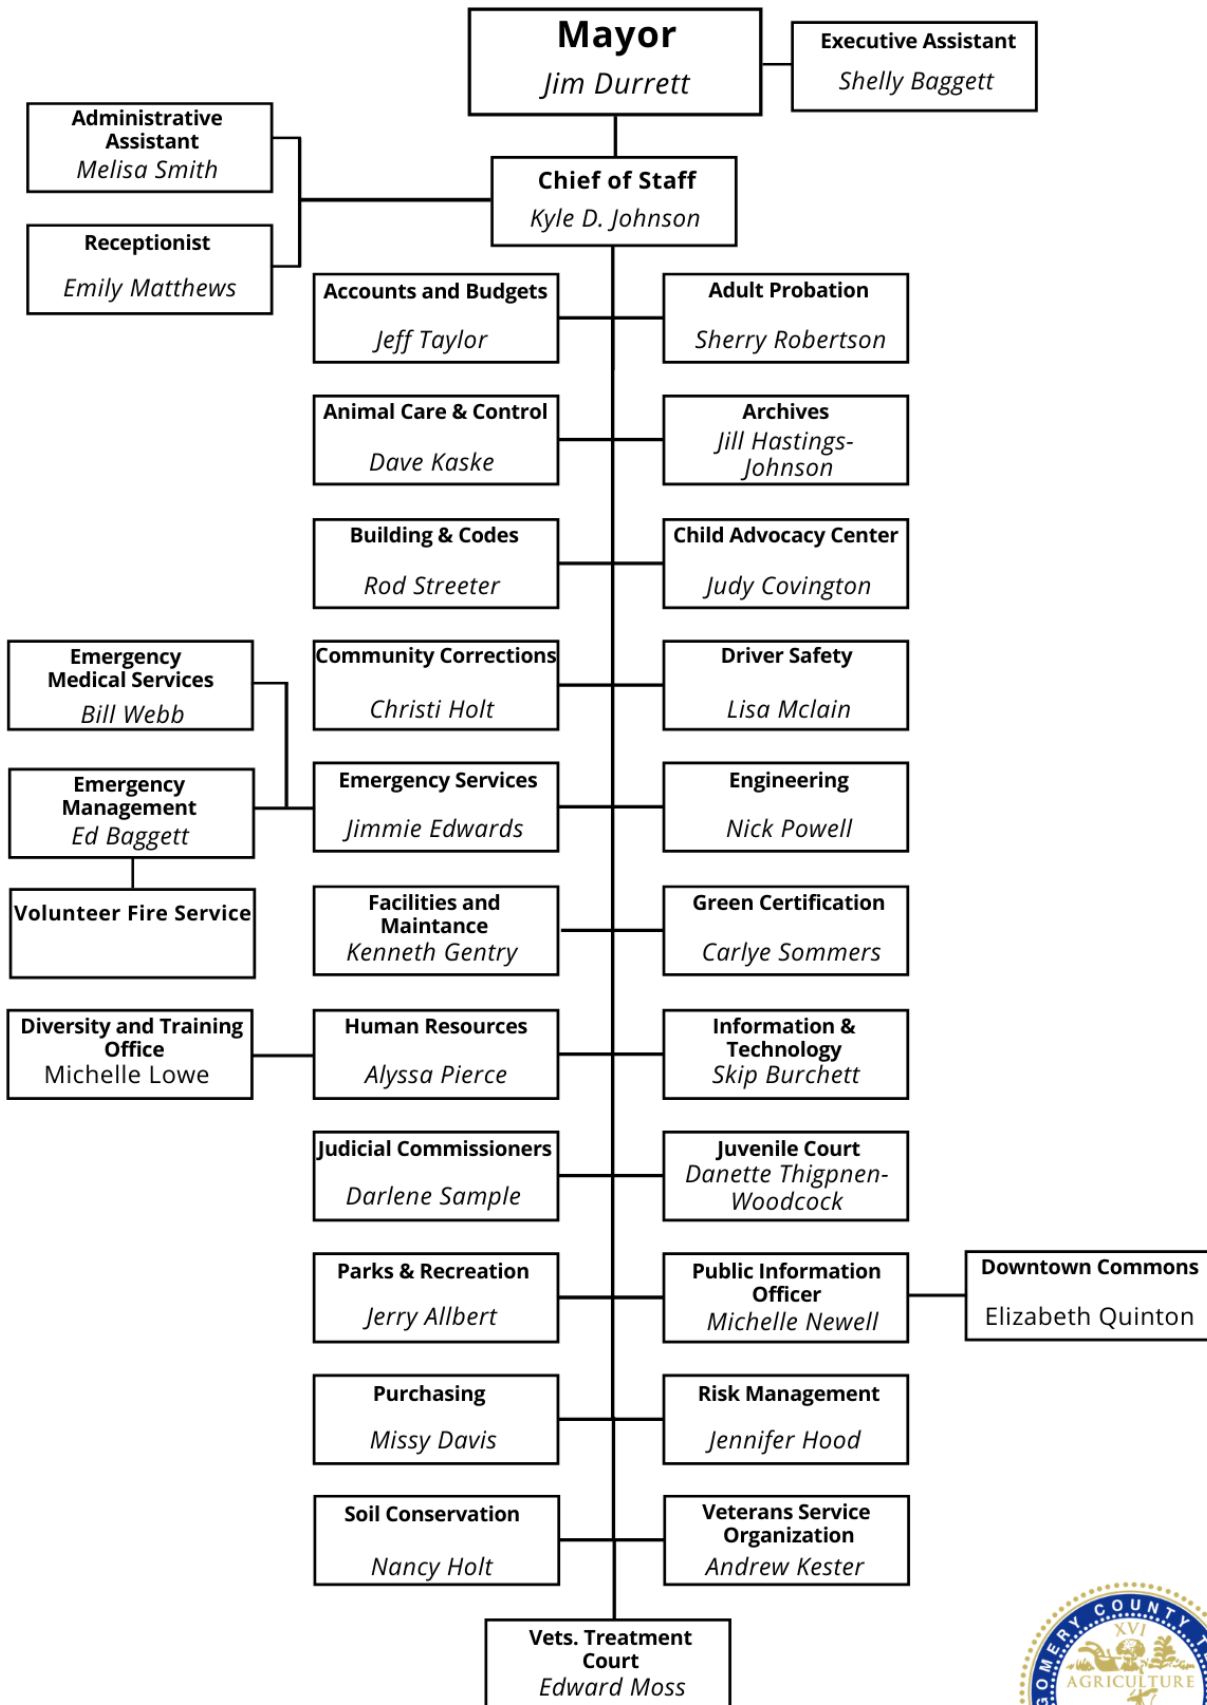 Mayor
Jim Durrett
Executive Assistant
Shelly Baggett
Administrative
Assistant
Melisa Smith
Chief of Staff
Kyle D. Johnson
Receptionist
Emily Matthews
Accounts and Budgets
Jeff Taylor
Adult Probation
Sherry Robertson
Animal Care & Control
Dave Kaske
Archives
Jill Hastings-
Johnson
Building & Codes
Rod Streeter
Child Advocacy Center
Judy Covington
Emergency
Medical Services
Bill Webb
Community Corrections
Christi Holt
Driver Safety
Lisa Mclain
Emergency
Management
Ed Baggett
Emergency Services
Jimmie Edwards
Engineering
Nick Powell
Volunteer Fire Service
Facilities and
Maintance
Kenneth Gentry
Green Certification
Carlye Sommers
Diversity and Training
Office
Michelle Lowe
Human Resources
Alyssa Pierce
Information &
Technology
Skip Burchett
Judicial Commissioners
Darlene Sample
Juvenile Court
Danette Thigpnen-
Woodcock
Parks & Recreation
Jerry Allbert
Public Information
Officer
Michelle Newell
Downtown Commons
Elizabeth Quinton
Purchasing
Missy Davis
Risk Management
Jennifer Hood
Soil Conservation
Nancy Holt
Veterans Service
Organization
Andrew Kester
Vets. Treatment
Court
Edward Moss
COUNTY
XVI
AGRICULTURE